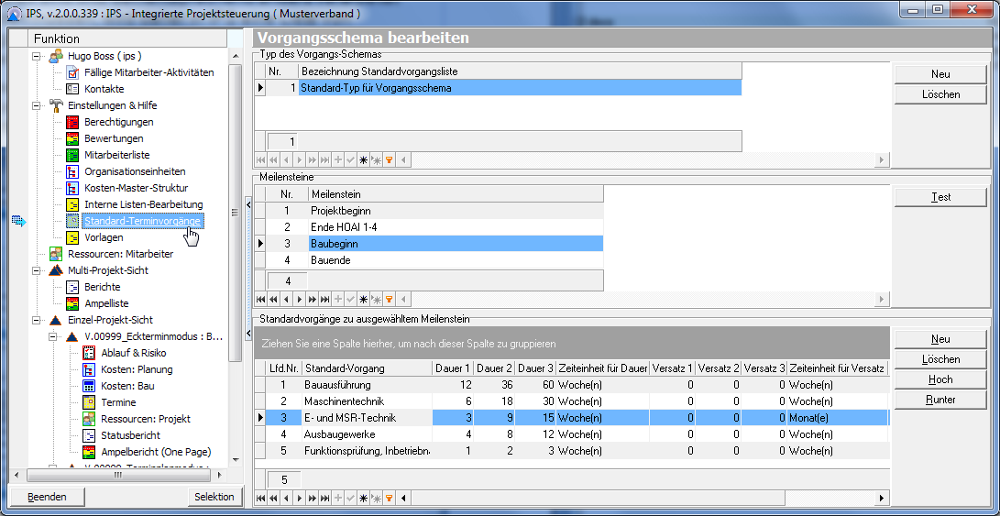 IPS, v.2.0.0.339 : IPS - Integrierte Projektsteuerung ( Musterverband )
Funktion
Hugo Boss ( ips )
Fällige Mitarbeiter-Aktivitäten
Kontakte
Einstellungen & Hilfe
Berechtigungen
Bewertungen
Mitarbeiterliste
Organisationseinheiten
Kosten-Master-Struktur
Interne Listen-Bearbeitung
Standard-Terminvorgänge
Vorlagen
Ressourcen: Mitarbeiter
Multi-Projekt-Sicht
Berichte
Ampelliste
Einzel-Projekt-Sicht
V.00999_Eckterminmodus : B...
Ablauf & Risiko
Kosten: Planung
Kosten: Bau
Termine
Ressourcen: Projekt
Statusbericht
Ampelbericht (One Page)
Beenden
Selektion
Vorgangsschema bearbeiten
Typ des Vorgangs-Schemas
Nr. Bezeichnung Standardvorgangsliste
1 Standard-Typ für Vorgangsschema
1
Neu
Löschen
Meilensteine
Nr. Meilenstein
1 Projektbeginn
2 Ende HOAI 1-4
3 Baubeginn
4 Bauende
4
Test
Standardvorgänge zu ausgewähltem Meilenstein
Ziehen Sie eine Spalte hierher, um nach dieser Spalte zu gruppieren
Lfd.Nr. Standard-Vorgang Dauer 1 Dauer 2 Dauer 3 Zeiteinheit für Dauer Versatz 1 Versatz 2 Versatz 3 Zeiteinheit für Versatz
1 Bauausführung 12 36 60 Woche(n) 0 0 0 Woche(n)
2 Maschinentechnik 6 18 30 Woche(n) 0 0 0 Woche(n)
3 E- und MSR-Technik 3 9 15 Woche(n) 0 0 0 Monat(e)
4 Ausbaugewerke 4 8 12 Woche(n) 0 0 0 Woche(n)
5 Funktionsprüfung, Inbetriebn 1 2 3 Woche(n) 0 0 0 Woche(n)
5
Neu
Löschen
Hoch
Runter